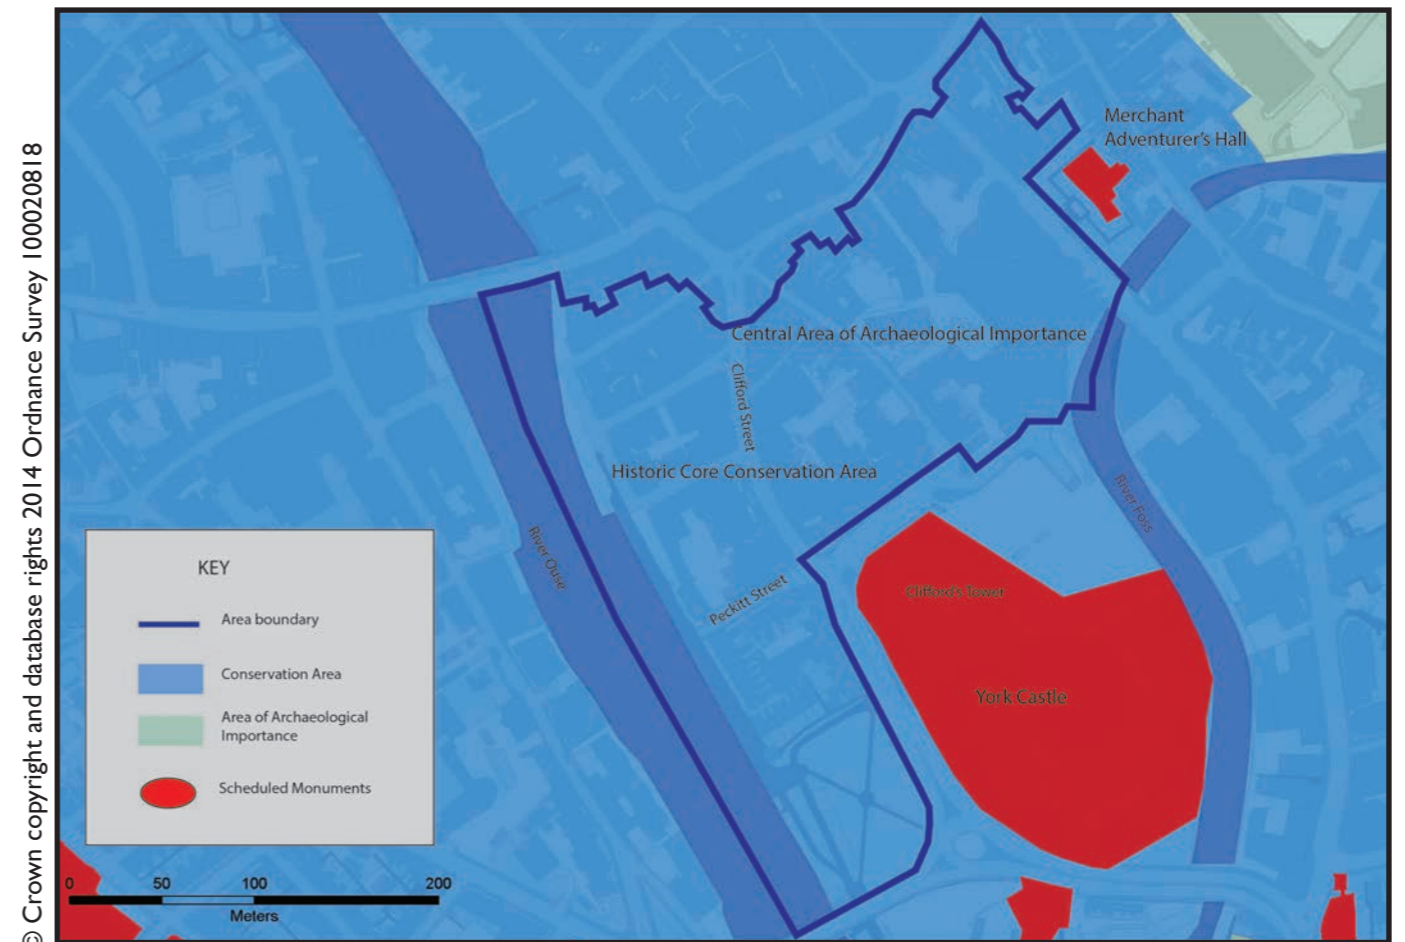 © Crown copyright and database rights 2014 Ordnance Survey 100020818
Merchant
Adventurer's Hall
Central Area of Archaeological Importance
Clifford Street
Historic Core Conservation Area
River Foss
River Ouse
Peckitt Street
Clifford's Tower
York Castle
KEY
Area boundary
Conservation Area
Area of Archaeological
Importance
Scheduled Monuments
0 50 100 200
Meters